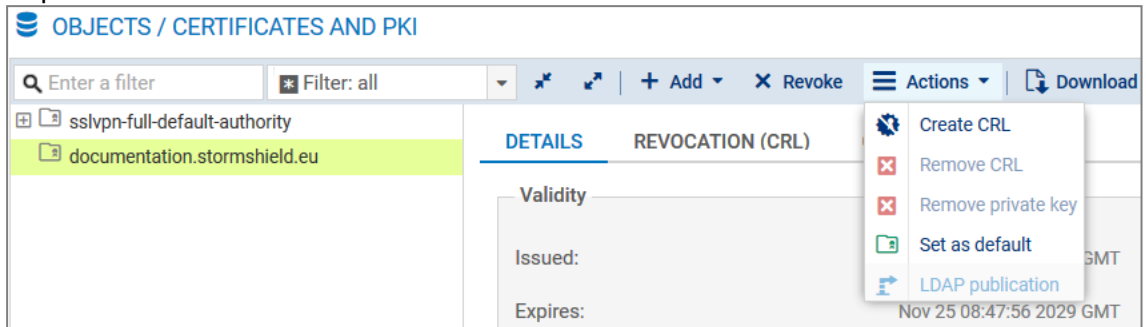 OBJECTS / CERTIFICATES AND PKI
Enter a filter Filter: all + Add Revoke Actions Download
sslvpn-full-default-authority
documentation.stormshield.eu
DETAILS REVOCATION (CRL)
Create CRL
Remove CRL
Validity
Remove private key
Issued: Set as default GMT
LDAP publication
Expires: Nov 25 08:47:56 2029 GMT